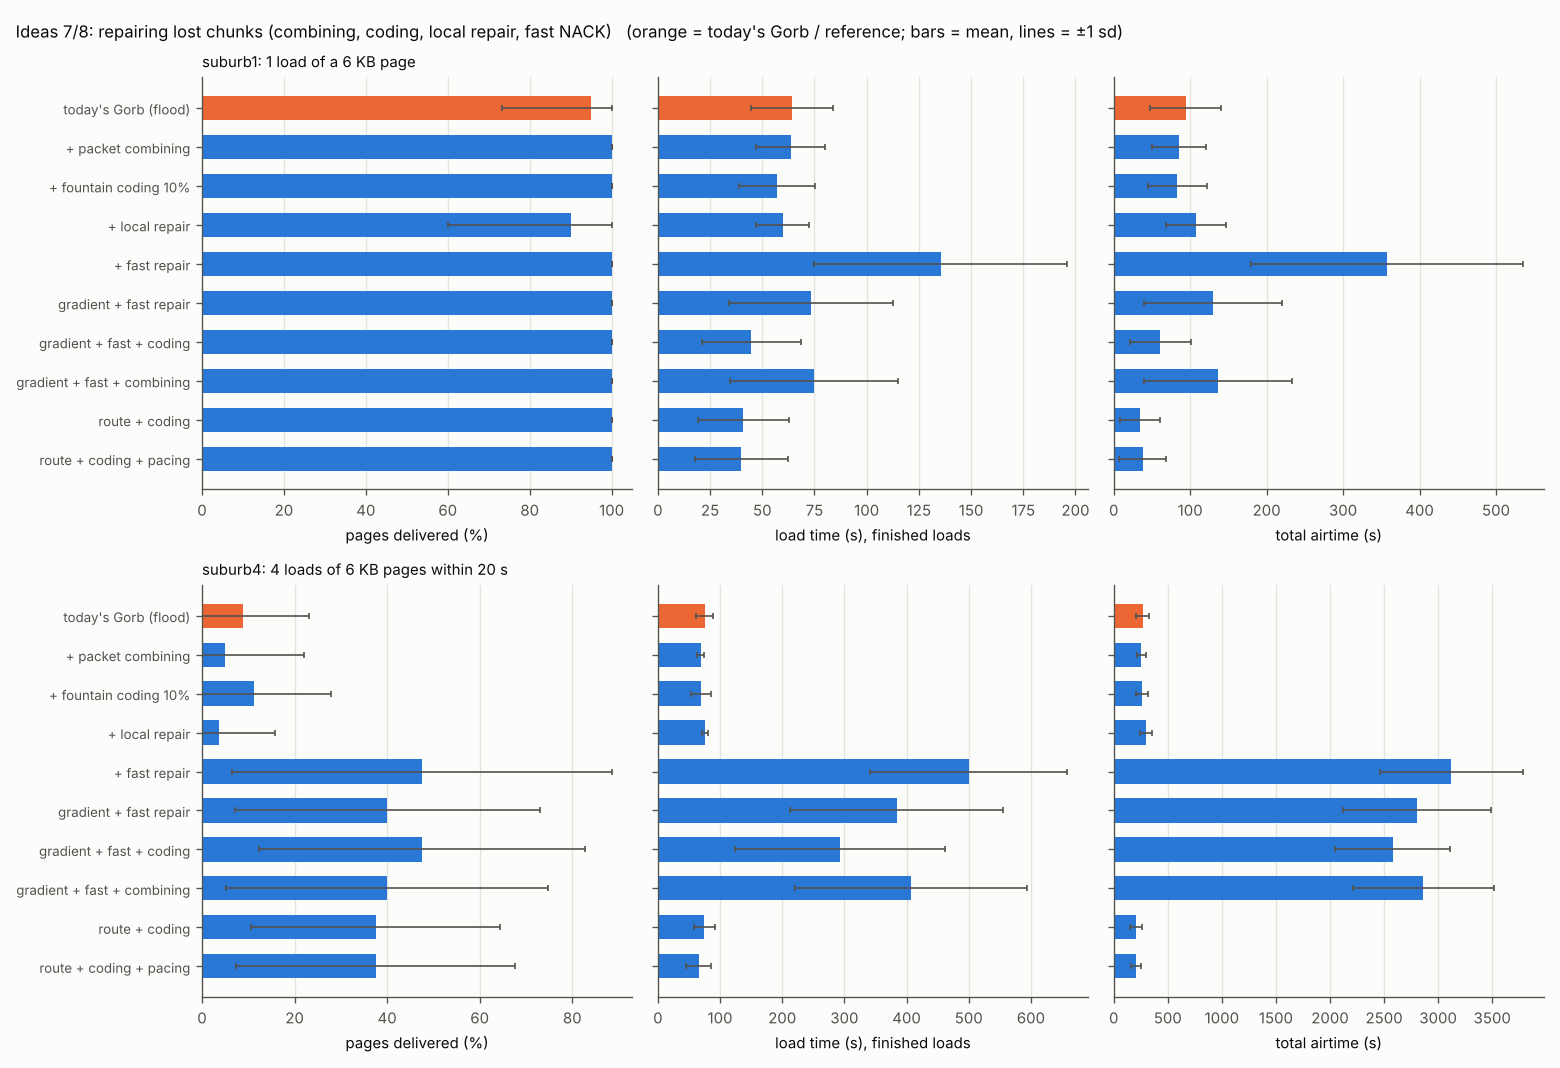 Ideas 7/8: repairing lost chunks (combining, coding, local repair, fast NACK)   (orange = today's Gorb / reference; bars = mean, lines = ±1 sd)
suburb1: 1 load of a 6 KB page
today's Gorb (flood)
+ packet combining
+ fountain coding 10%
+ local repair
+ fast repair
gradient + fast repair
gradient + fast + coding
gradient + fast + combining
route + coding
route + coding + pacing
0 20 40 60 80 100
pages delivered (%)
0 25 50 75 100 125 150 175 200
load time (s), finished loads
0 100 200 300 400 500
total airtime (s)
suburb4: 4 loads of 6 KB pages within 20 s
today's Gorb (flood)
+ packet combining
+ fountain coding 10%
+ local repair
+ fast repair
gradient + fast repair
gradient + fast + coding
gradient + fast + combining
route + coding
route + coding + pacing
0 20 40 60 80
pages delivered (%)
0 100 200 300 400 500 600
load time (s), finished loads
0 500 1000 1500 2000 2500 3000 3500
total airtime (s)